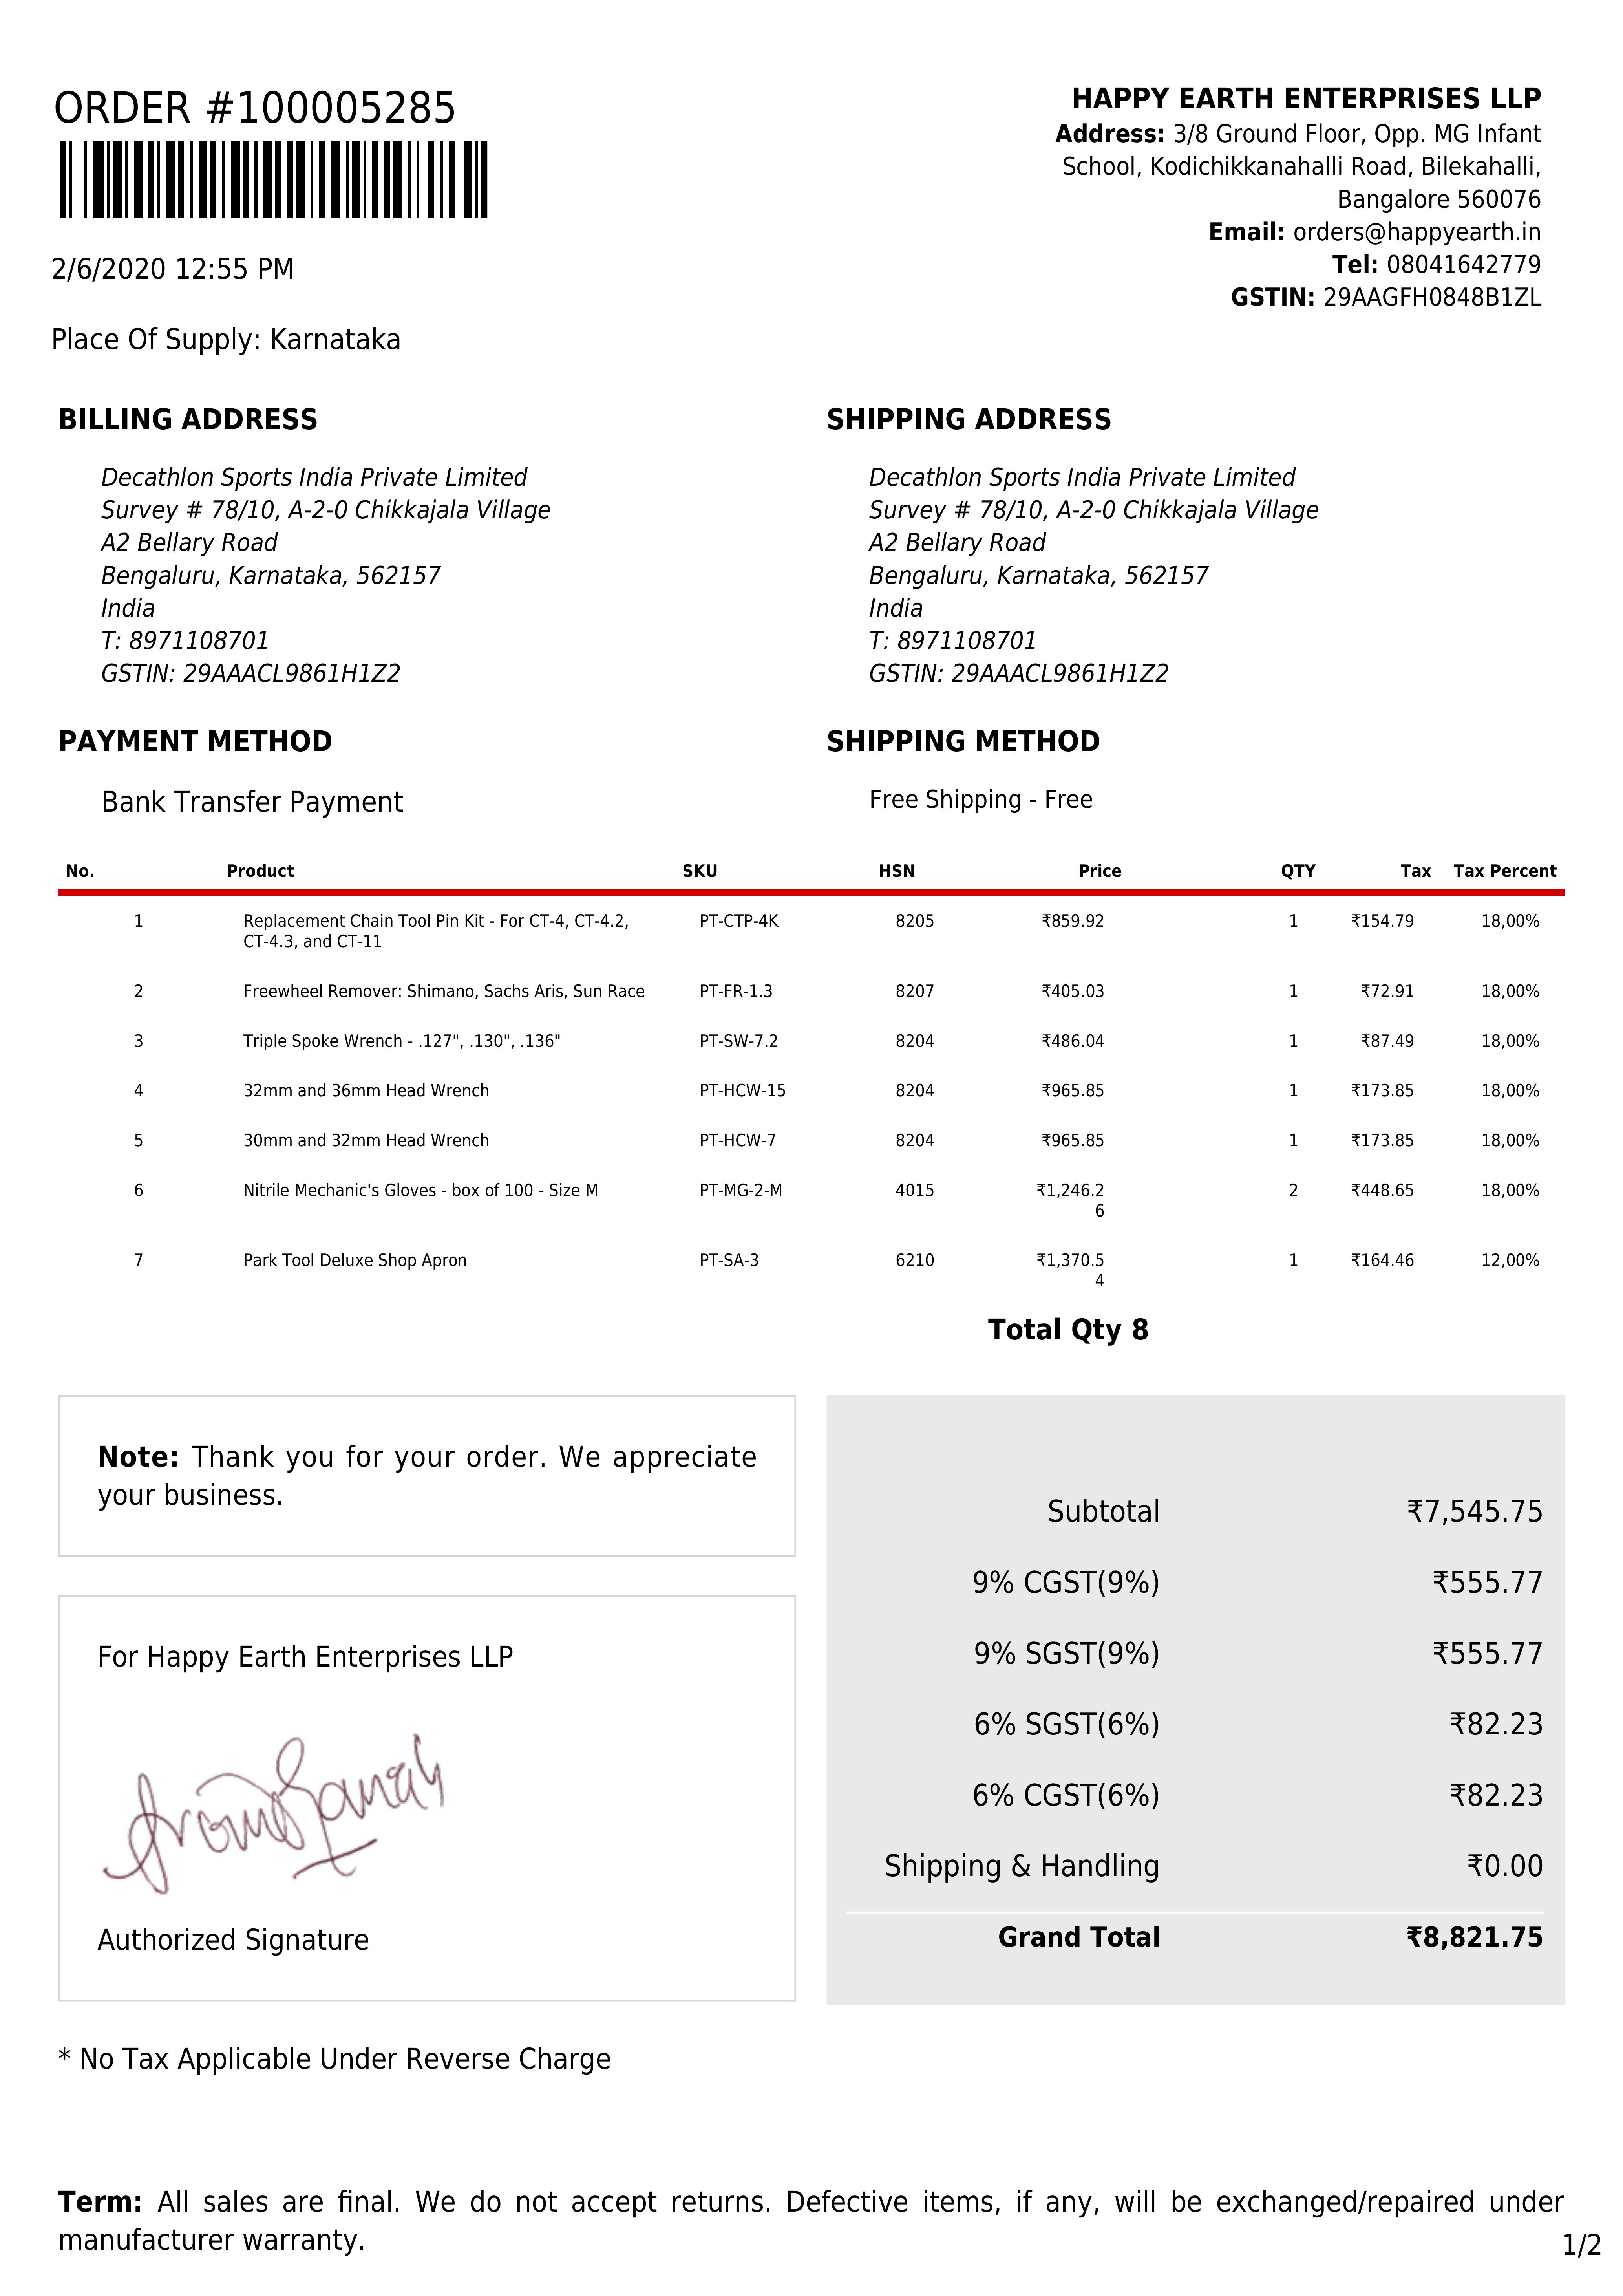 ORDER #100005285
2/6/2020 12:55 PM
Place Of Supply: Karnataka
HAPPY EARTH ENTERPRISES LLP
Address: 3/8 Ground Floor, Opp. MG Infant
School, Kodichikkanahalli Road, Bilekahalli,
Bangalore 560076
Email: orders@happyearth.in
Tel: 08041642779
GSTIN: 29AAGFH0848B1ZL
BILLING ADDRESS
Decathlon Sports India Private Limited
Survey # 78/10, A-2-0 Chikkajala Village
A2 Bellary Road
Bengaluru, Karnataka, 562157
India
T: 8971108701
GSTIN: 29AAACL9861H1Z2
SHIPPING ADDRESS
Decathlon Sports India Private Limited
Survey # 78/10, A-2-0 Chikkajala Village
A2 Bellary Road
Bengaluru, Karnataka, 562157
India
T: 8971108701
GSTIN: 29AAACL9861H1Z2
PAYMENT METHOD
Bank Transfer Payment
SHIPPING METHOD
Free Shipping - Free
No. Product SKU HSN Price QTY Tax Tax Percent
1 Replacement Chain Tool Pin Kit - For CT-4, CT-4.2, PT-CTP-4K 8205 ₹859.92 1 ₹154.79 18,00%
CT-4.3, and CT-11
2 Freewheel Remover: Shimano, Sachs Aris, Sun Race PT-FR-1.3 8207 ₹405.03 1 ₹72.91 18,00%
3 Triple Spoke Wrench - .127", .130", .136" PT-SW-7.2 8204 ₹486.04 1 ₹87.49 18,00%
4 32mm and 36mm Head Wrench PT-HCW-15 8204 ₹965.85 1 ₹173.85 18,00%
5 30mm and 32mm Head Wrench PT-HCW-7 8204 ₹965.85 1 ₹173.85 18,00%
6 Nitrile Mechanic's Gloves - box of 100 - Size M PT-MG-2-M 4015 ₹1,246.2 2 ₹448.65 18,00%
6
7 Park Tool Deluxe Shop Apron PT-SA-3 6210 ₹1,370.5 1 ₹164.46 12,00%
4
Total Qty 8
Note: Thank you for your order. We appreciate
your business.
For Happy Earth Enterprises LLP
Authorized Signature
Subtotal ₹7,545.75
9% CGST(9%) ₹555.77
9% SGST(9%) ₹555.77
6% SGST(6%) ₹82.23
6% CGST(6%) ₹82.23
Shipping & Handling ₹0.00
Grand Total ₹8,821.75
* No Tax Applicable Under Reverse Charge
Term: All sales are final. We do not accept returns. Defective items, if any, will be exchanged/repaired under
manufacturer warranty.
1/2